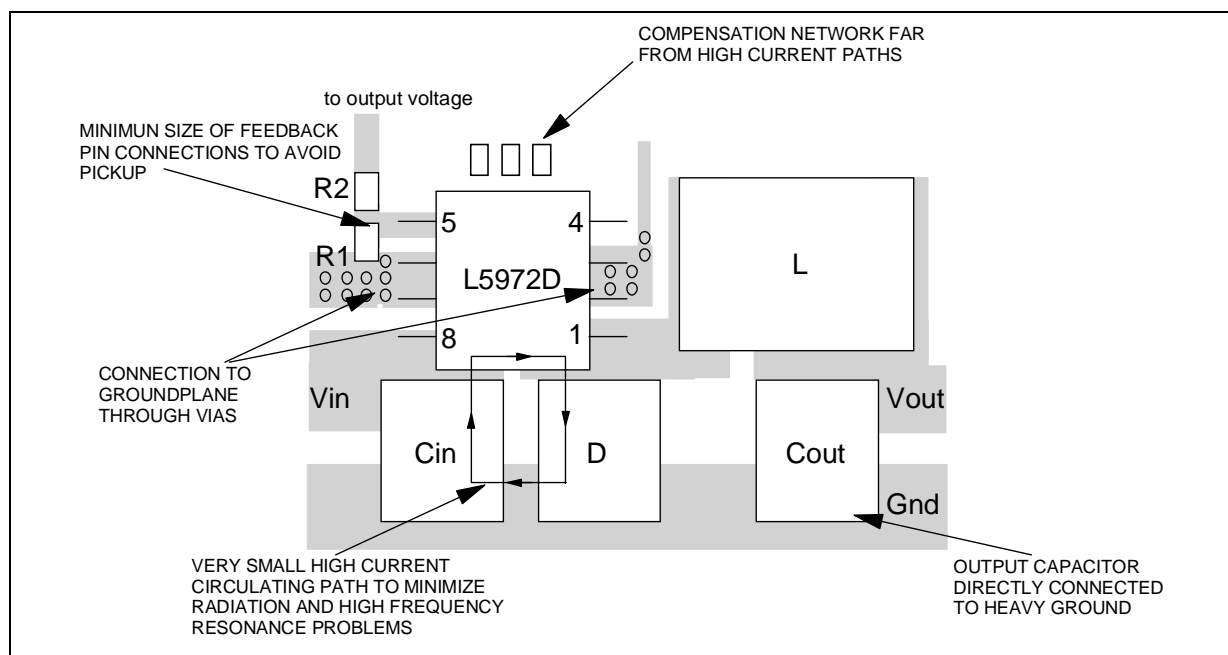 COMPENSATION NETWORK FAR
FROM HIGH CURRENT PATHS
to output voltage
MINIMUN SIZE OF FEEDBACK
PIN CONNECTIONS TO AVOID
PICKUP
R2
R1
5
4
L5972D
8
1
L
CONNECTION TO
GROUNDPLANE
THROUGH VIAS
Vin
Cin
D
Cout
Vout
Gnd
VERY SMALL HIGH CURRENT
CIRCULATING PATH TO MINIMIZE
RADIATION AND HIGH FREQUENCY
RESONANCE PROBLEMS
OUTPUT CAPACITOR
DIRECTLY CONNECTED
TO HEAVY GROUND